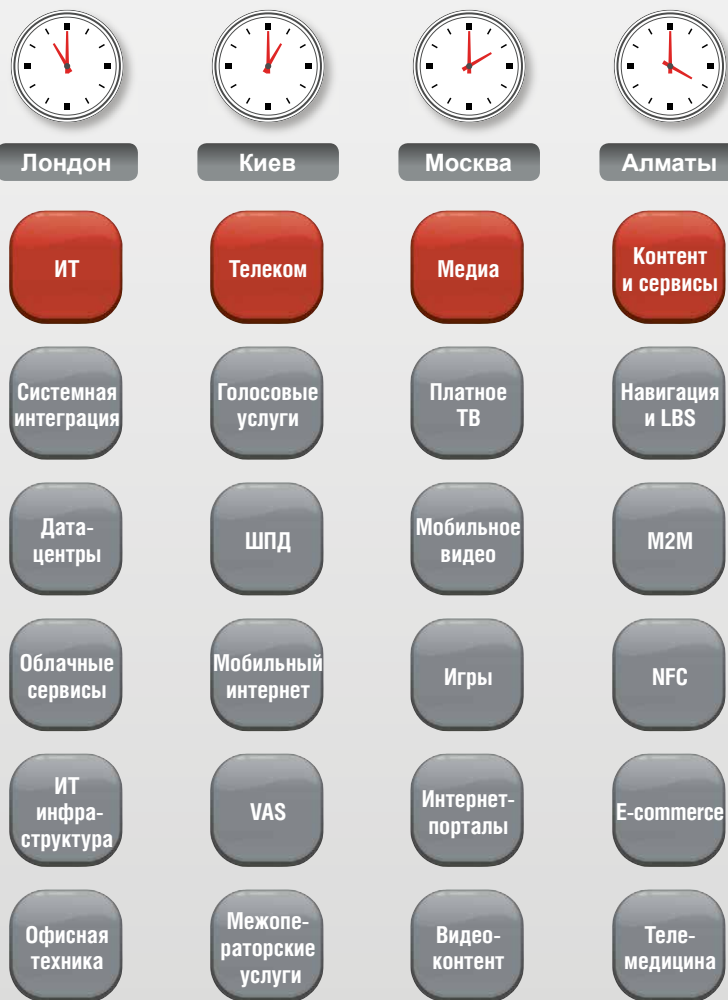 Лондон
Киев
Москва
Алматы
ИТ
Телеком
Медиа
Контент
и сервисы
Системная
интеграция
Голосовые
услуги
Платное
ТВ
Навигация
и LBS
Дата-
центры
ШПД
Мобильное
видео
M2M
Облачные
сервисы
Мобильный
интернет
Игры
NFC
ИТ
инфра-
структура
VAS
Интернет-
порталы
E-commerce
Офисная
техника
Межопе-
раторские
услуги
Видео-
контент
Теле-
медицина